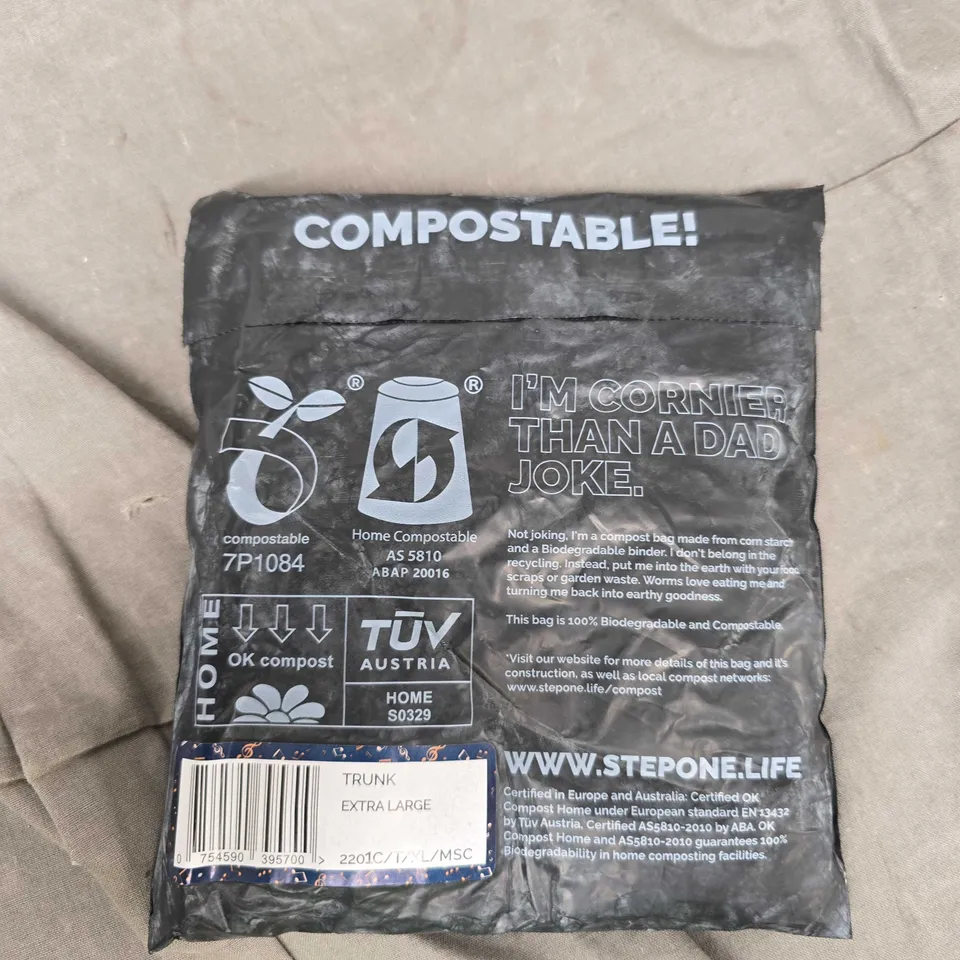 COMPOSTABLE!
®
®
compostable
7P1084
Home Compostable
AS 5810
ABAP 20016
I'M CORNIER
THAN A DAD
JOKE.
Not joking, I'm a compost bag made from corn starch
and a Biodegradable binder. I don't belong in the
recycling. Instead, put me into the earth with your food
scraps or garden waste. Worms love eating me and
turning me back into earthy goodness.
This bag is 100% Biodegradable and Compostable.
*Visit our website for more details of this bag and it's
construction, as well as local compost networks:
www.stepone.life/compost
HOME
OK compost
TÜV
AUSTRIA
HOME
S0329
WWW.STEPONE.LIFE
Certified in Europe and Australia: Certified OK
Compost Home under European standard EN 13432
by Tüv Austria. Certified AS5810-2010 by ABA. OK
Compost Home and AS5810-2010 guarantees 100%
Biodegradability in home composting facilities.
TRUNK
EXTRA LARGE
0 754590 395700 >
2201C/T/XL/MSC